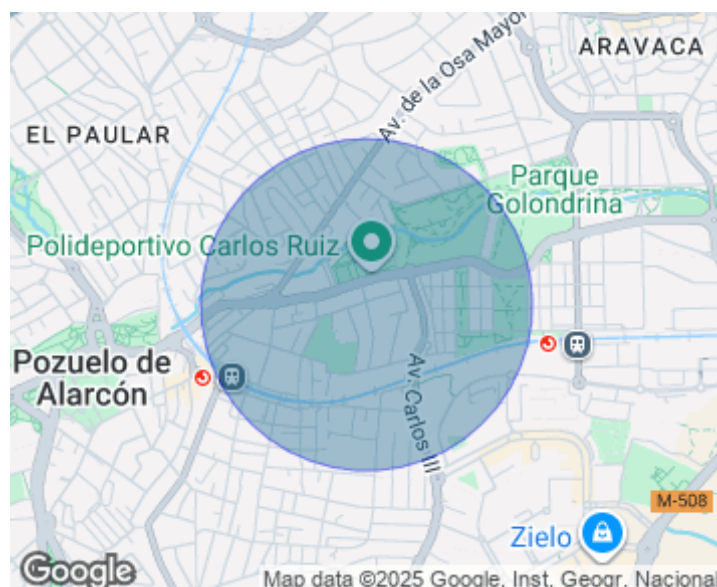 ARAVACA
Av. de la Osa Mayor
EL PAULAR
Parque
Golondrina
Polideportivo Carlos Ruiz
Pozuelo de
Alarcón
Av. Carlos III
M-508
Zielo
Google
Map data ©2025 Google, Inst. Geogr. Nacional